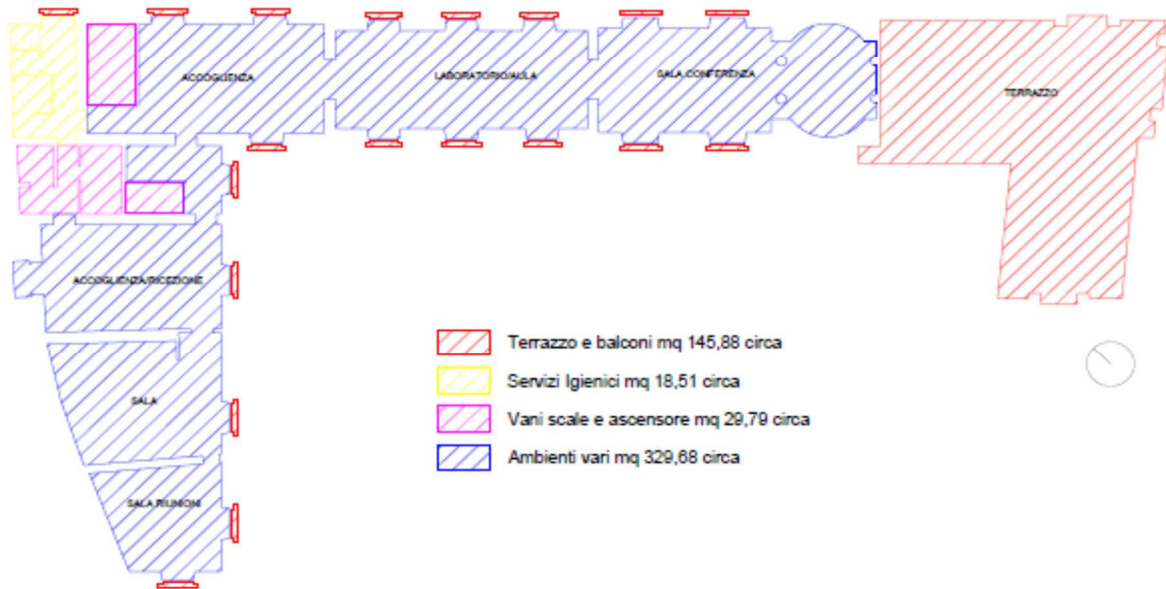 ACCOGLIENZA
LABORATORIO/AULA
SALA CONFERENZA
TERRAZZO
ACCOGLIENZA/RICEZIONE
SALA
SALA RIUNIONI
Terrazzo e balconi mq 145,88 circa
Servizi Igienici mq 18,51 circa
Vani scale e ascensore mq 29,79 circa
Ambienti vari mq 329,68 circa